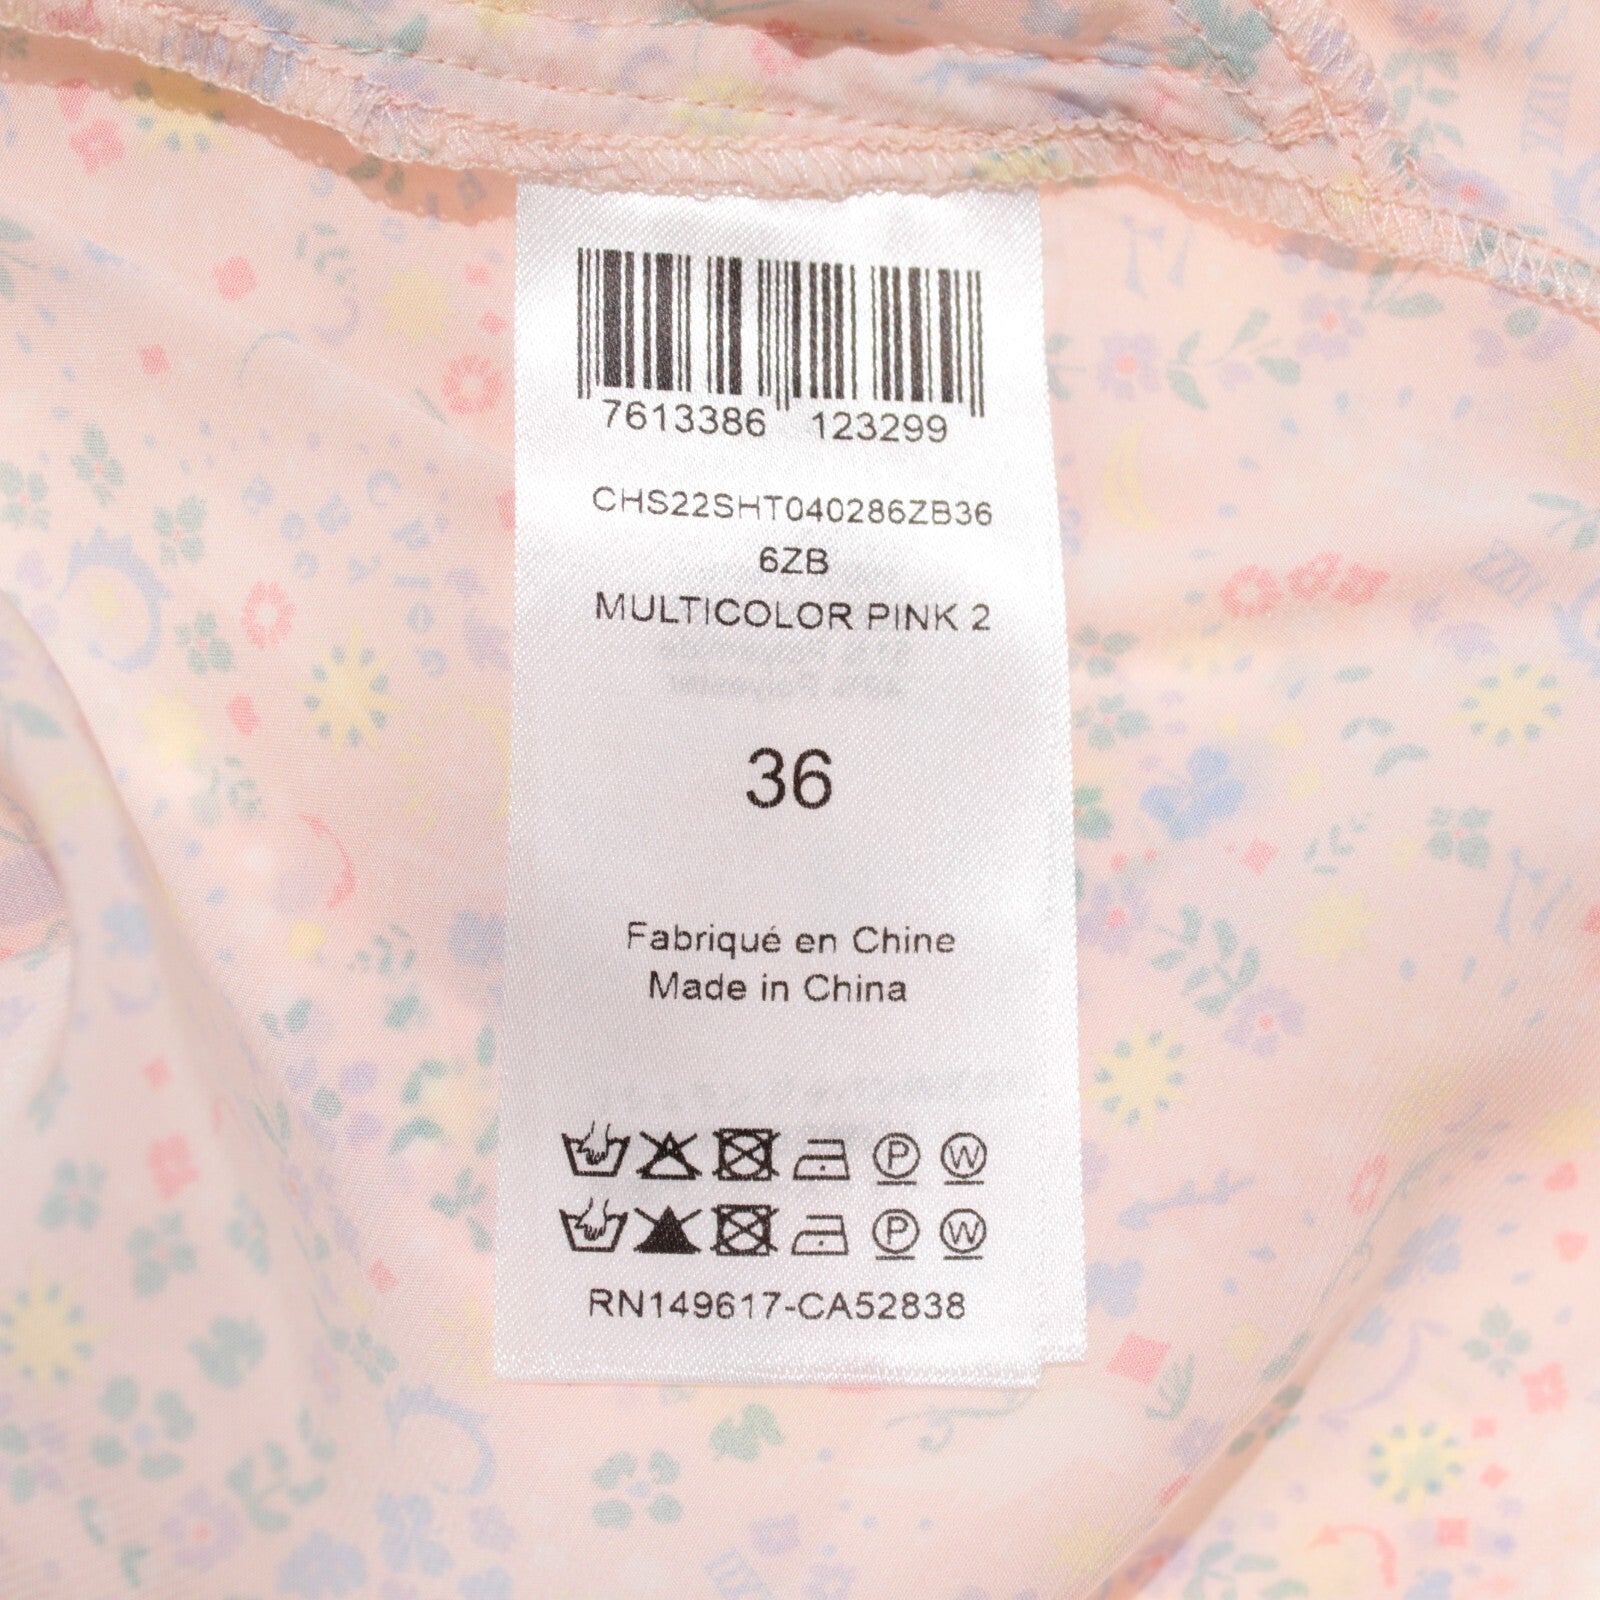 7613386 123299
CHS22SHT040286ZB36
6ZB
MULTICOLOR PINK 2
36
Fabriqué en Chine
Made in China
P W
P W
RN149617-CA52838